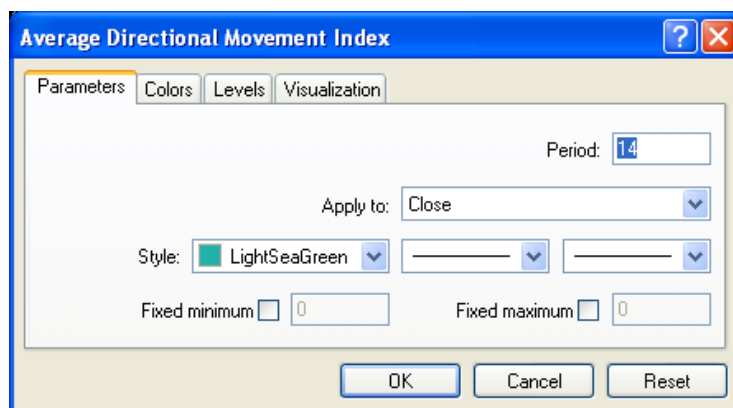 Average Directional Movement Index
Parameters Colors Levels Visualization
Period: 14
Apply to: Close
Style: LightSeaGreen
Fixed minimum 0 Fixed maximum 0
OK Cancel Reset